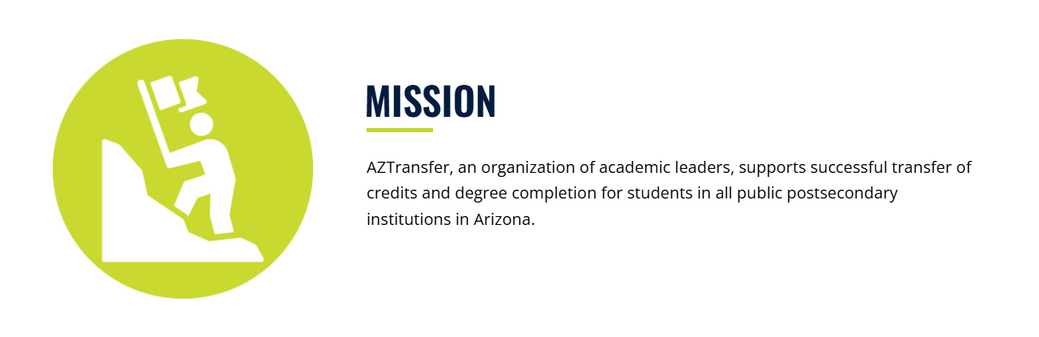 MISSION
AZTransfer, an organization of academic leaders, supports successful transfer of
credits and degree completion for students in all public postsecondary
institutions in Arizona.